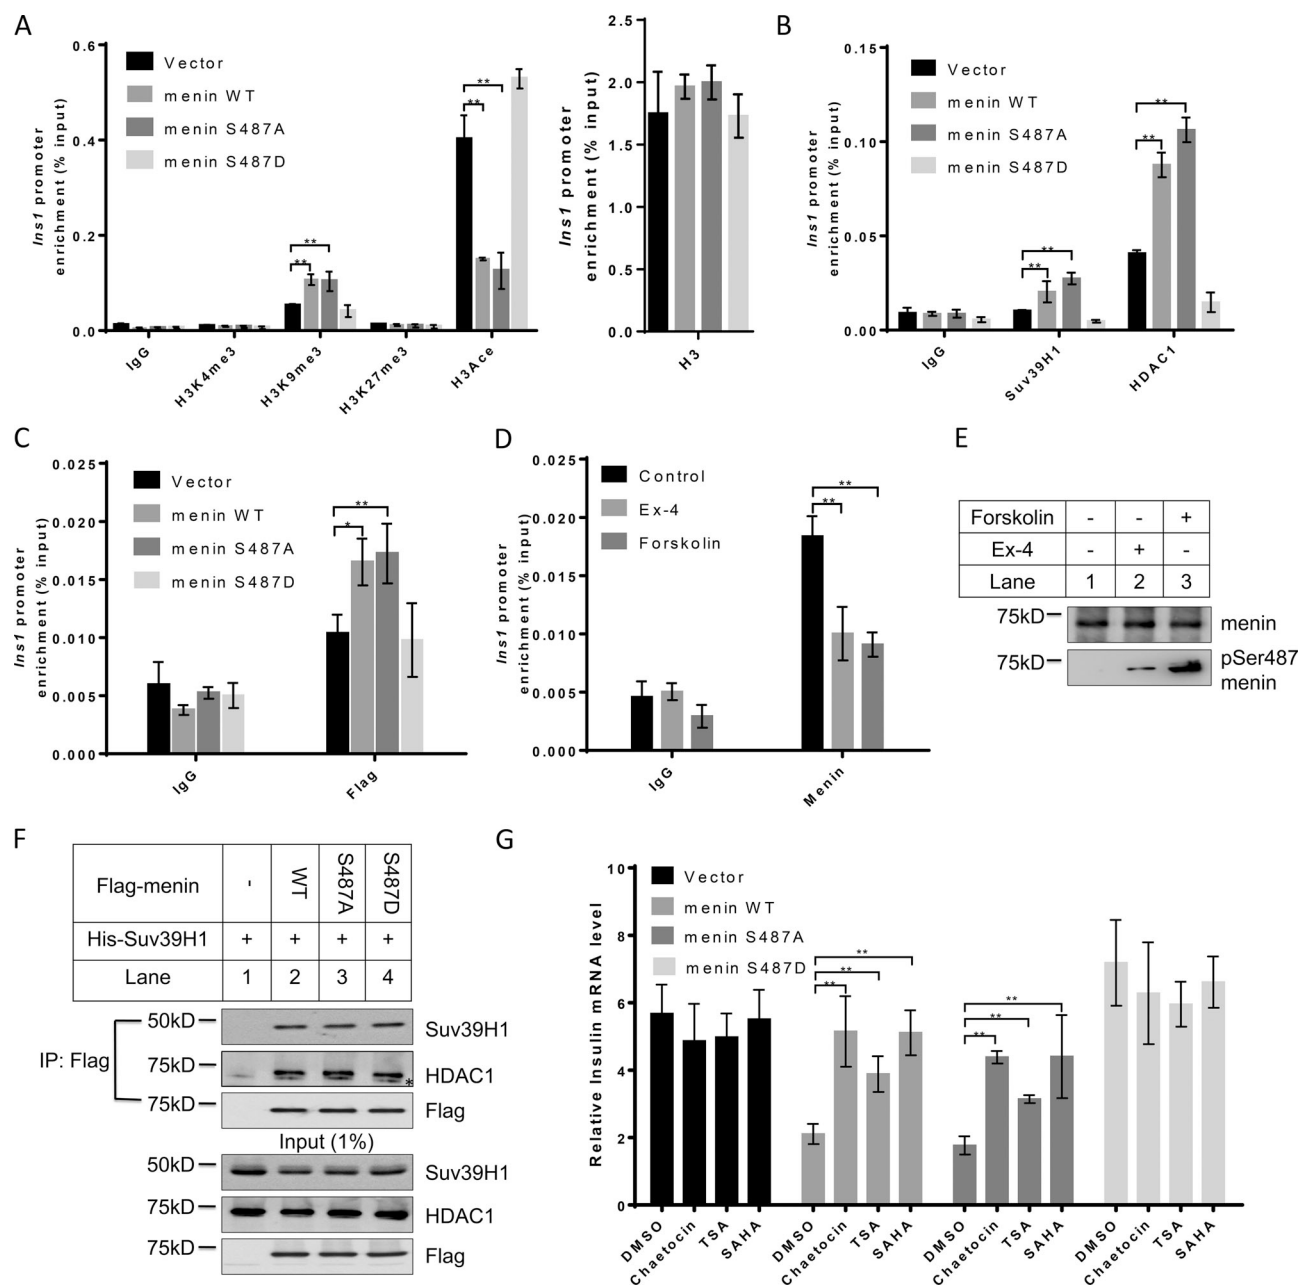 A
Ins1 promoter
enrichment (% input)
0.6
0.4
0.2
0.0
Vector
menin WT
menin S487A
menin S487D
**
**
**
**
IgG
H3K4me3
H3K9me3
H3K27me3
H3Ace
Ins1 promoter
enrichment (% input)
2.5
2.0
1.5
1.0
0.5
0.0
H3
B
Ins1 promoter
enrichment (% input)
0.15
0.10
0.05
0.00
Vector
menin WT
menin S487A
menin S487D
**
**
**
**
IgG
Suv39H1
HDAC1
C
Ins1 promoter
enrichment (% input)
0.025
0.020
0.015
0.010
0.005
0.000
Vector
menin WT
menin S487A
menin S487D
**
*
IgG
Flag
D
Ins1 promoter
enrichment (% input)
0.025
0.020
0.015
0.010
0.005
0.000
Control
Ex-4
Forskolin
**
**
IgG
Menin
E
Forskolin - - +
Ex-4 - + -
Lane 1 2 3
75kD menin
75kD pSer487
menin
F
Flag-menin - WT S487A S487D
His-Suv39H1 + + + +
Lane 1 2 3 4
IP: Flag
50kD Suv39H1
75kD HDAC1
*
75kD Flag
Input (1%)
50kD Suv39H1
75kD HDAC1
75kD Flag
G
Relative Insulin mRNA level
10
8
6
4
2
0
Vector
menin WT
menin S487A
menin S487D
**
**
**
**
**
**
DMSO
Chaetocin
TSA
SAHA
DMSO
Chaetocin
TSA
SAHA
DMSO
Chaetocin
TSA
SAHA
DMSO
Chaetocin
TSA
SAHA